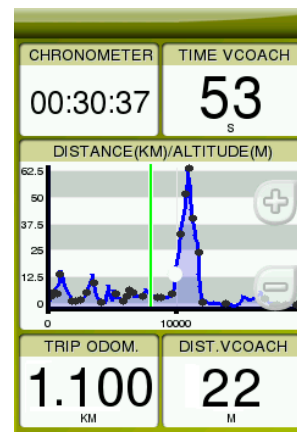 CHRONOMETER
00:30:37
TIME VCOACH
53
S
DISTANCE(KM)/ALTITUDE(M)
62.5
50
37.5
25
12.5
0
0 10000
TRIP ODOM.
1.100
KM
DIST.VCOACH
22
M